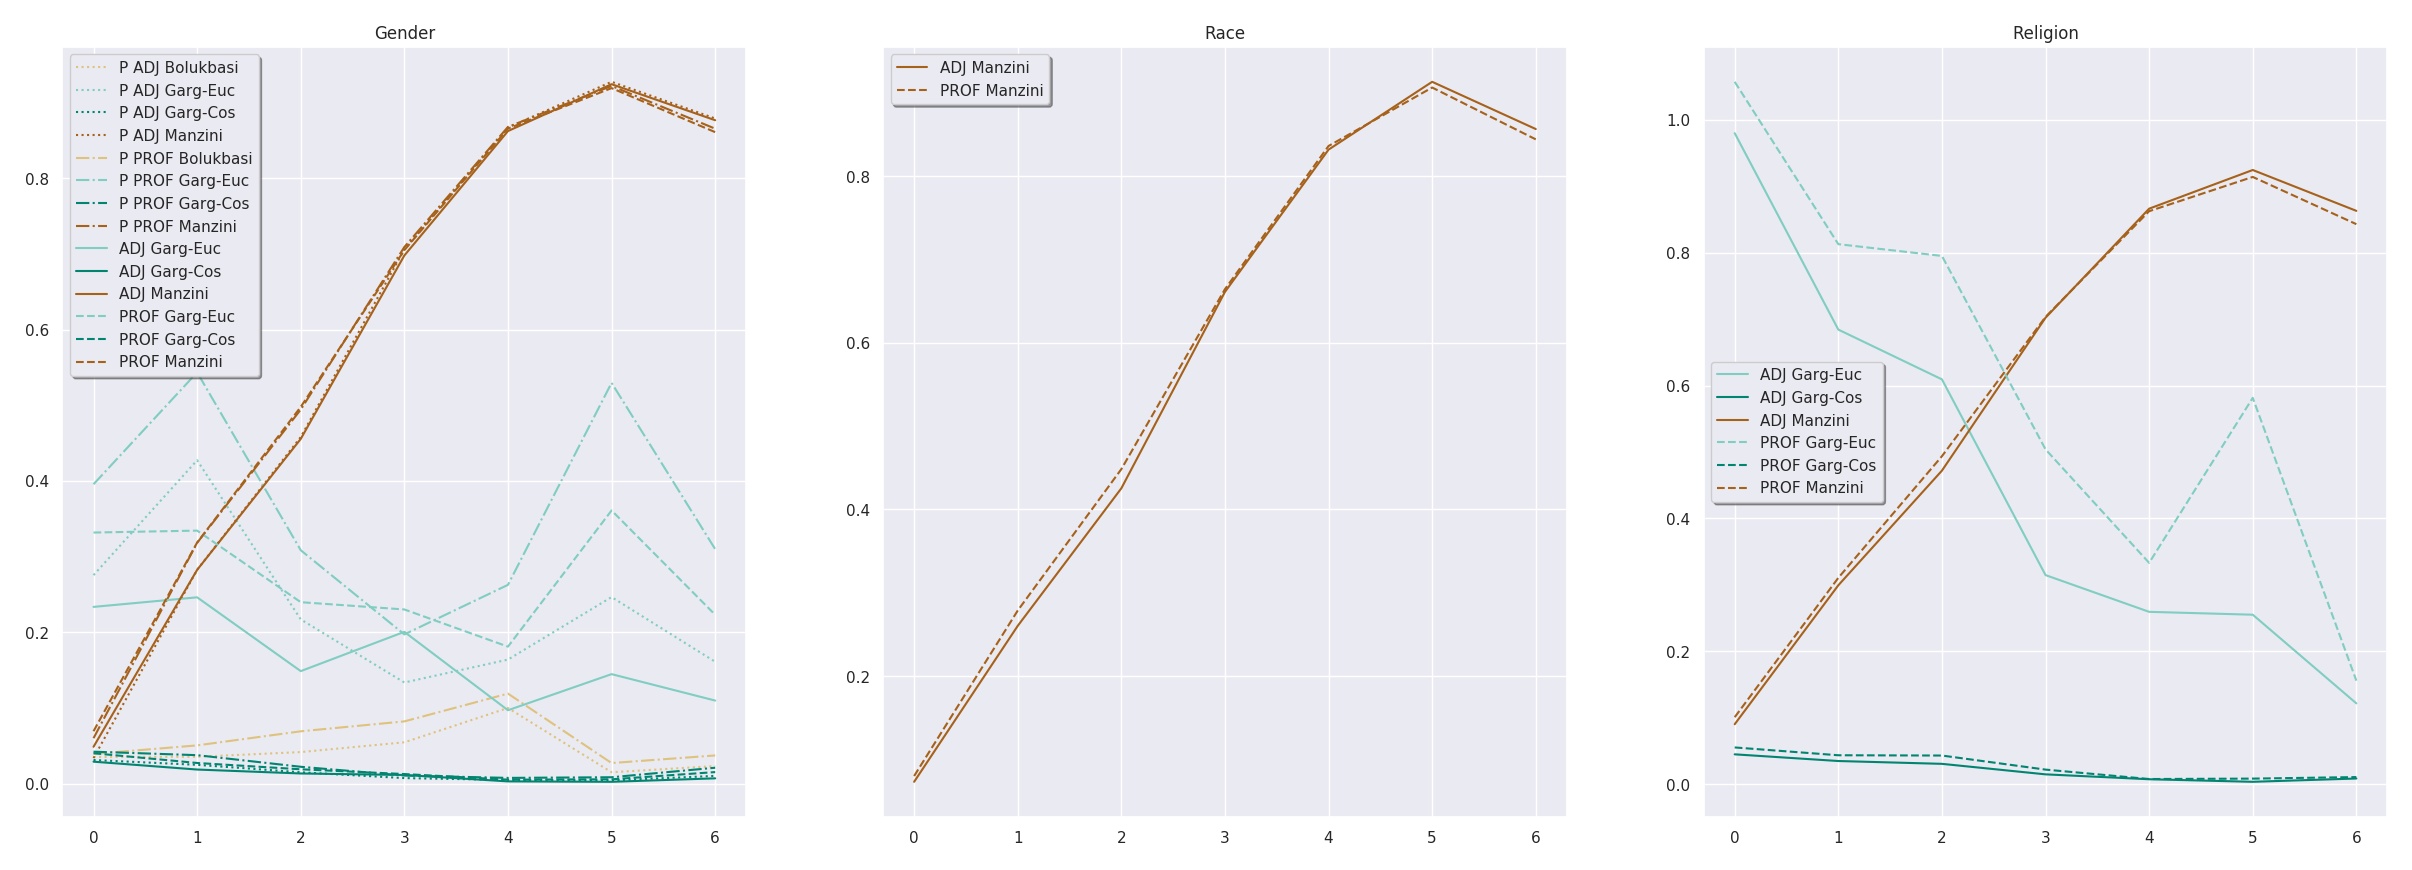 Gender
P ADJ Bolukbasi
P ADJ Garg-Euc
P ADJ Garg-Cos
P ADJ Manzini
P PROF Bolukbasi
P PROF Garg-Euc
P PROF Garg-Cos
P PROF Manzini
ADJ Garg-Euc
ADJ Garg-Cos
ADJ Manzini
PROF Garg-Euc
PROF Garg-Cos
PROF Manzini
0.8
0.6
0.4
0.2
0.0
0 1 2 3 4 5 6
Race
ADJ Manzini
PROF Manzini
0.8
0.6
0.4
0.2
0 1 2 3 4 5 6
Religion
1.0
0.8
0.6
0.4
0.2
0.0
ADJ Garg-Euc
ADJ Garg-Cos
ADJ Manzini
PROF Garg-Euc
PROF Garg-Cos
PROF Manzini
0 1 2 3 4 5 6